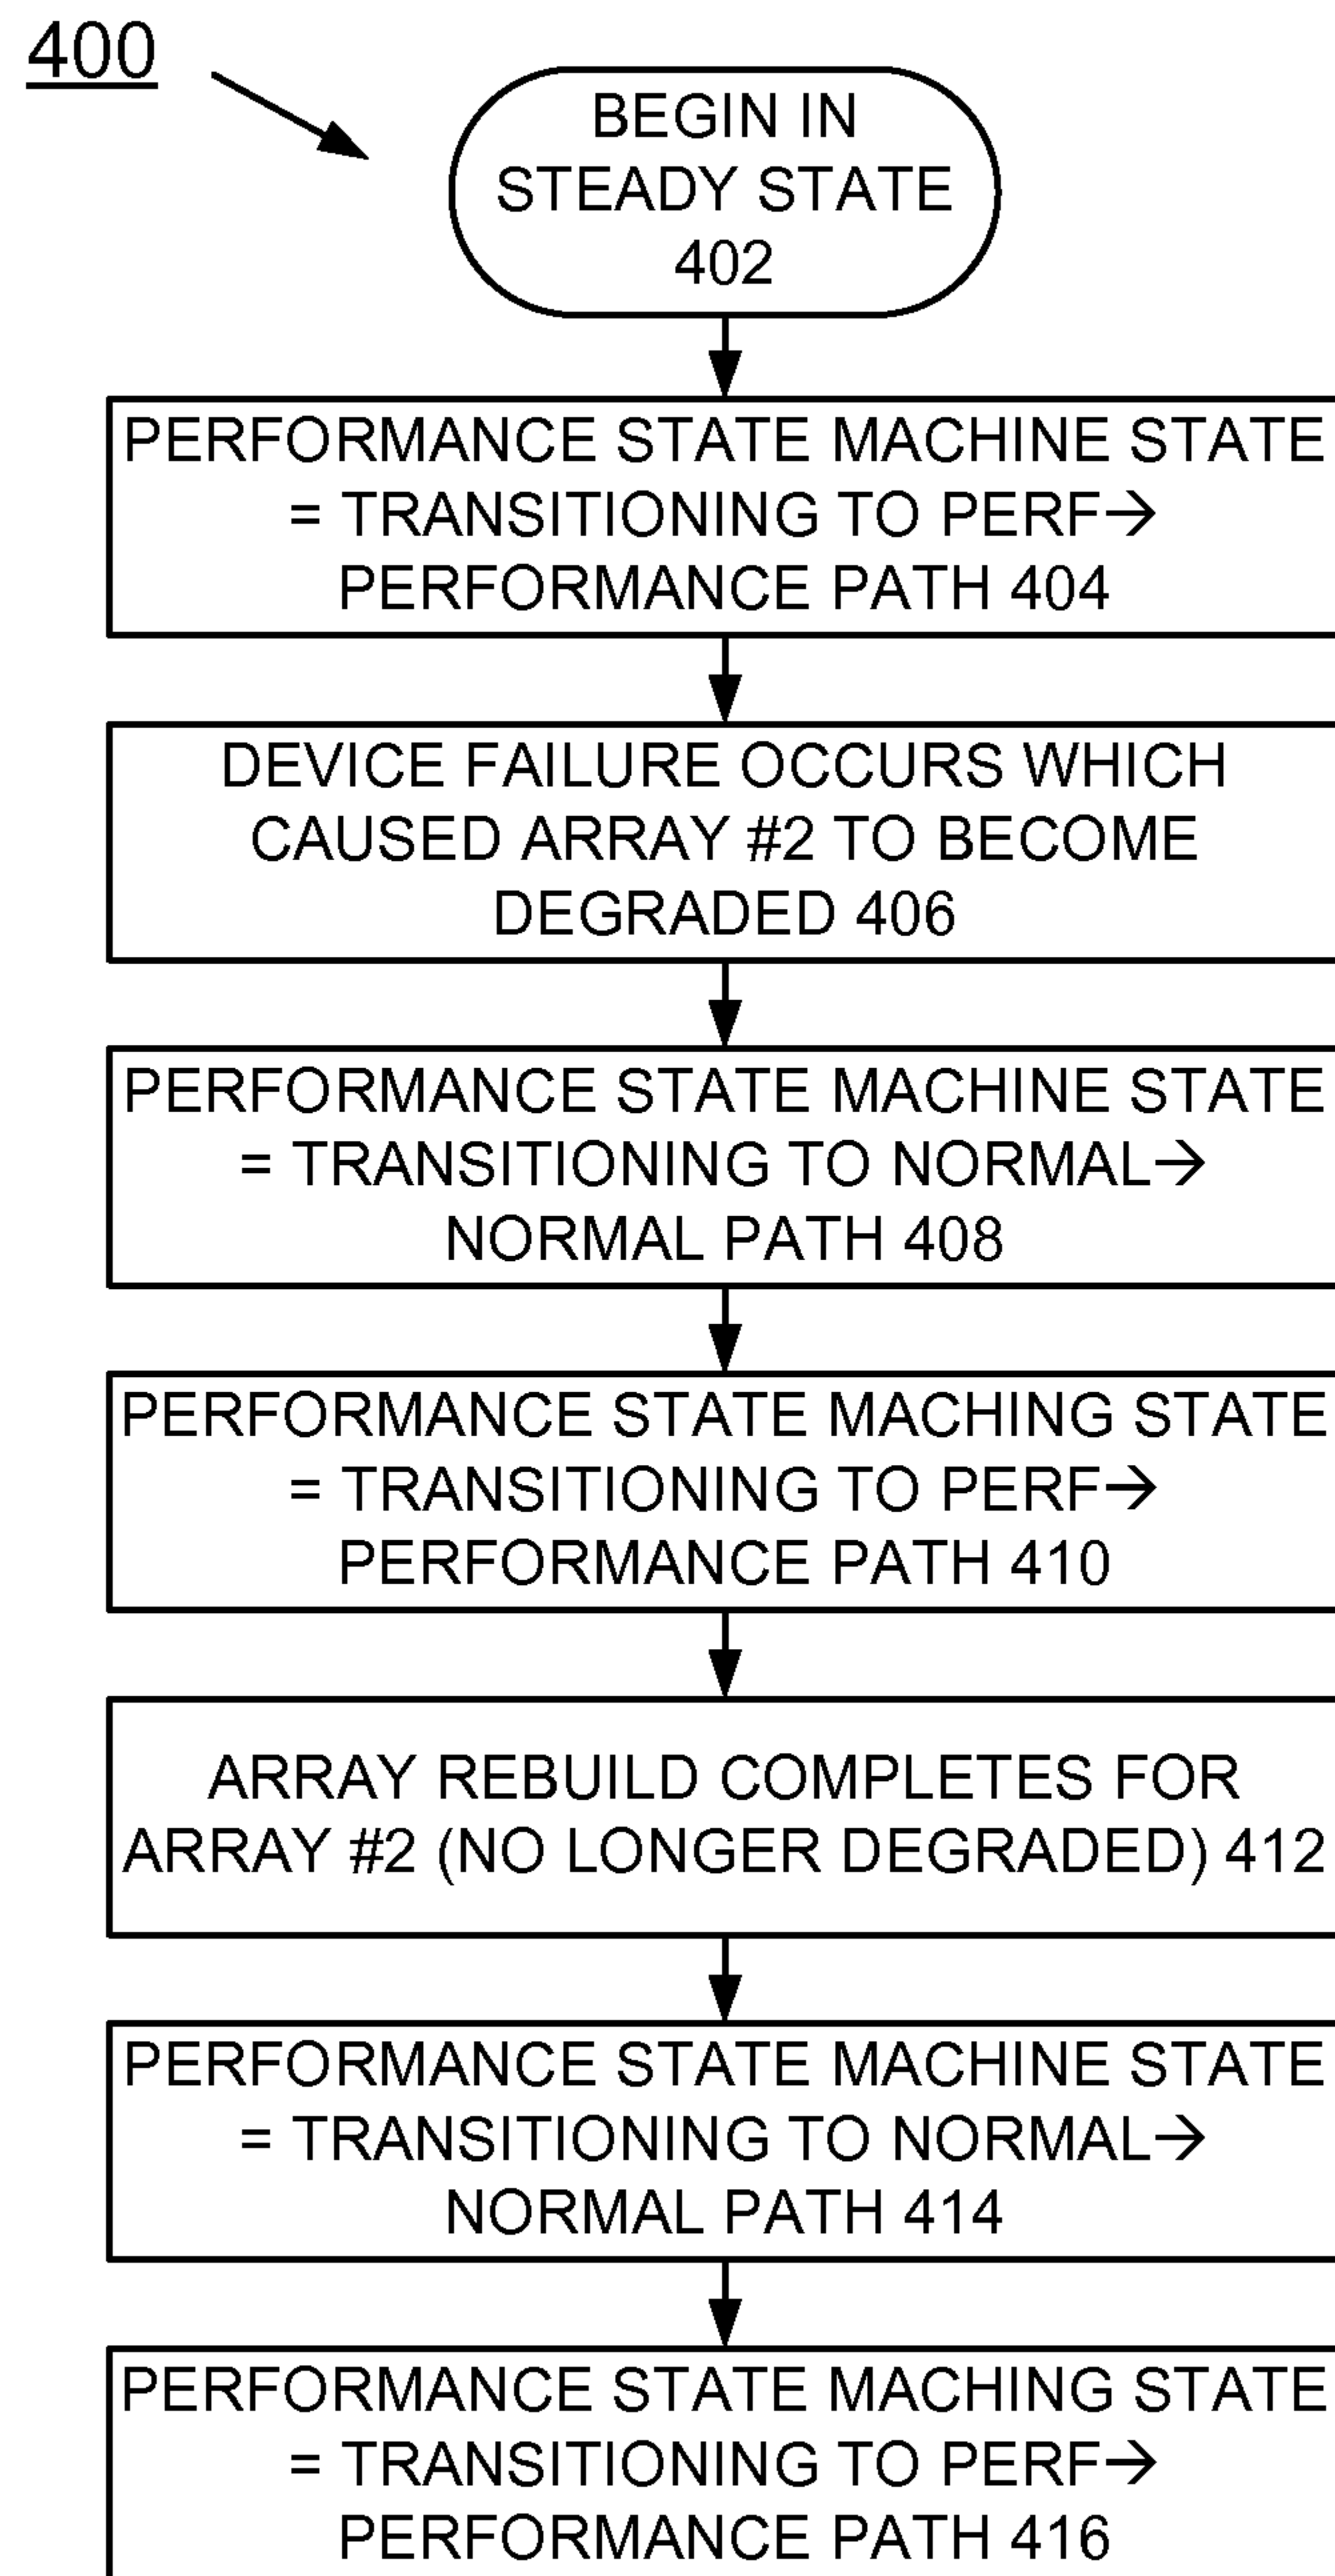 400
BEGIN IN
STEADY STATE
402
PERFORMANCE STATE MACHINE STATE
= TRANSITIONING TO PERF→
PERFORMANCE PATH 404
DEVICE FAILURE OCCURS WHICH
CAUSED ARRAY #2 TO BECOME
DEGRADED 406
PERFORMANCE STATE MACHINE STATE
= TRANSITIONING TO NORMAL→
NORMAL PATH 408
PERFORMANCE STATE MACHING STATE
= TRANSITIONING TO PERF→
PERFORMANCE PATH 410
ARRAY REBUILD COMPLETES FOR
ARRAY #2 (NO LONGER DEGRADED) 412
PERFORMANCE STATE MACHINE STATE
= TRANSITIONING TO NORMAL→
NORMAL PATH 414
PERFORMANCE STATE MACHING STATE
= TRANSITIONING TO PERF→
PERFORMANCE PATH 416